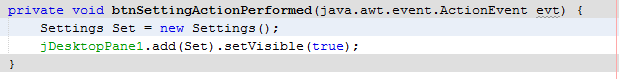 private void btnSettingActionPerformed(java.awt.event.ActionEvent evt) {
    Settings Set = new Settings();
    jDesktopPane1.add(Set).setVisible(true);
}